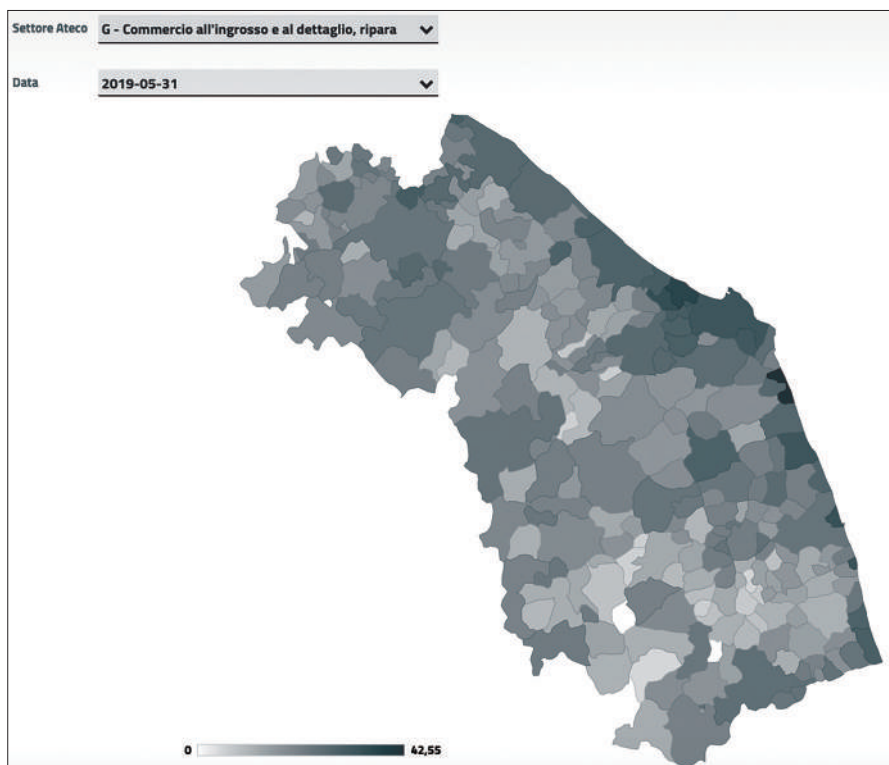 Settore Ateco G - Commercio all'ingrosso e al dettaglio, ripara
Data 2019-05-31
0 42,55